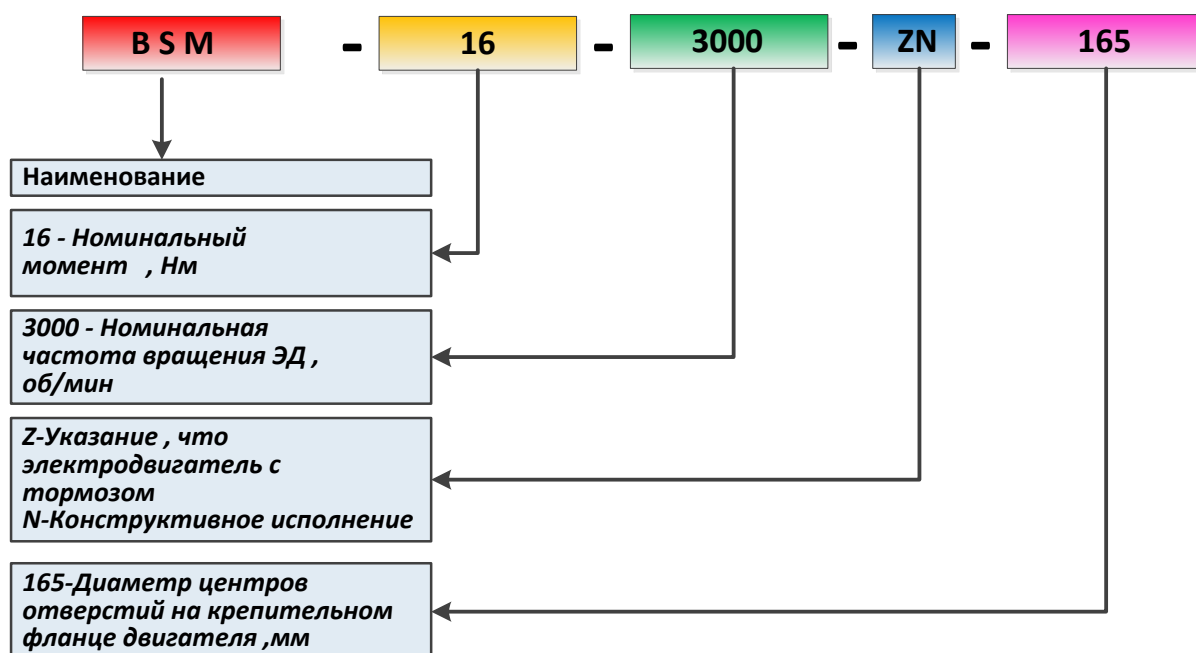 B S M - 16 - 3000 - ZN - 165
Наименование
16 - Номинальный
момент , Нм
3000 - Номинальная
частота вращения ЭД ,
об/мин
Z-Указание , что
электродвигатель с
тормозом
N-Конструктивное исполнение
165-Диаметр центров
отверстий на крепительном
фланце двигателя ,мм